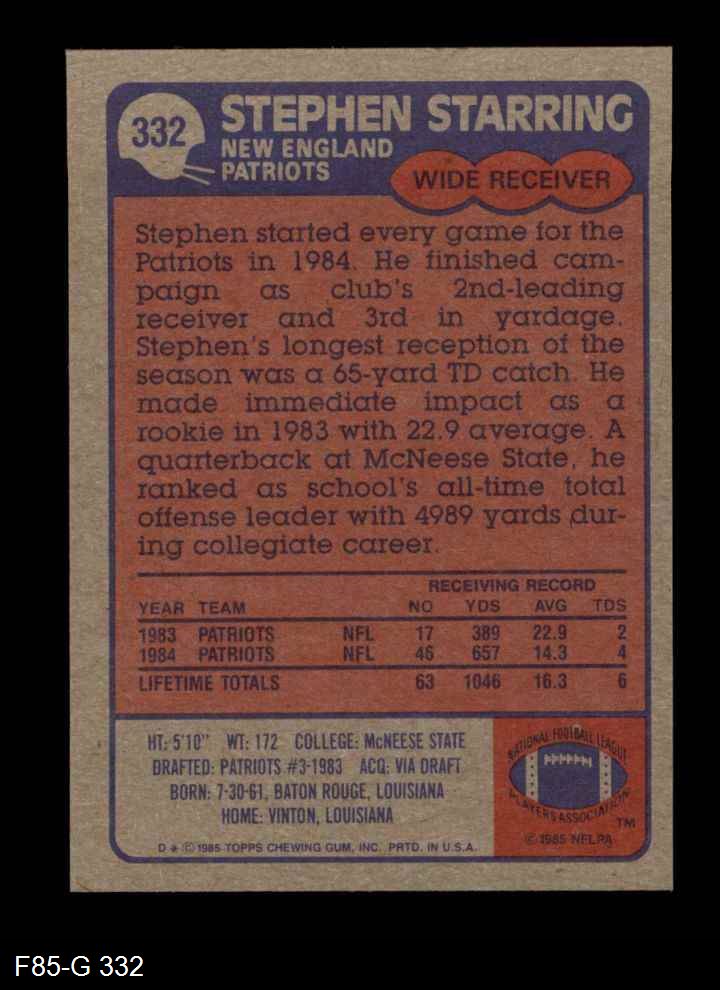 332
STEPHEN STARRING
NEW ENGLAND
PATRIOTS
WIDE RECEIVER
Stephen started every game for the
Patriots in 1984. He finished cam-
paign as club's 2nd-leading
receiver and 3rd in yardage.
Stephen's longest reception of the
season was a 65-yard TD catch. He
made immediate impact as a
rookie in 1983 with 22.9 average. A
quarterback at McNeese State, he
ranked as school's all-time total
offense leader with 4989 yards dur-
ing collegiate career.
RECEIVING RECORD
YEAR TEAM NO YDS AVG TDS
1983 PATRIOTS NFL 17 389 22.9 2
1984 PATRIOTS NFL 46 657 14.3 4
LIFETIME TOTALS 63 1046 16.3 6
HT: 5'10" WT: 172 COLLEGE: McNEESE STATE
DRAFTED: PATRIOTS #3-1983 ACQ: VIA DRAFT
BORN: 7-30-61, BATON ROUGE, LOUISIANA
HOME: VINTON, LOUISIANA
D * © 1985 TOPPS CHEWING GUM, INC. PRTD. IN U.S.A.
NATIONAL FOOTBALL LEAGUE
PLAYERS ASSOCIATION
TM
© 1985 NFLPA
F85-G 332